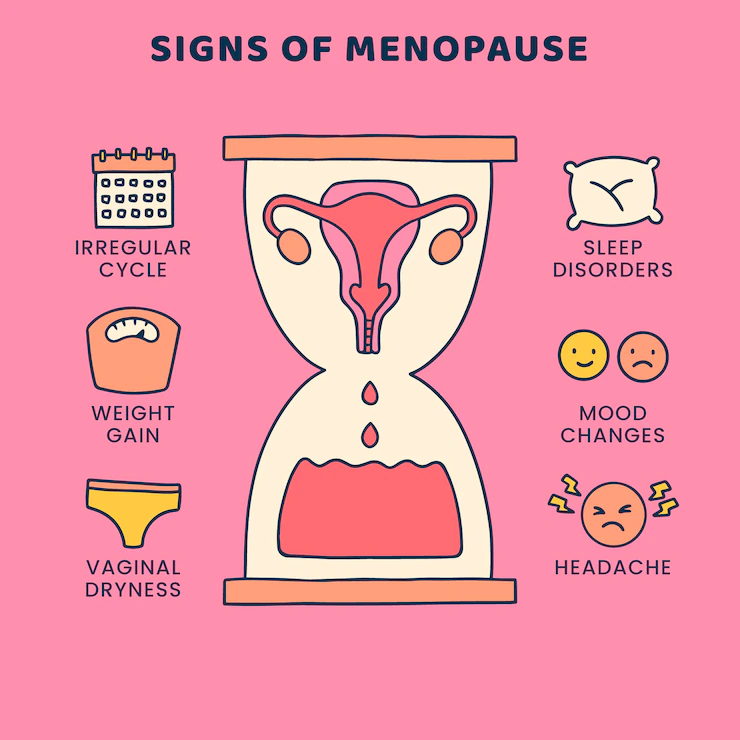 SIGNS OF MENOPAUSE
IRREGULAR
CYCLE
WEIGHT
GAIN
VAGINAL
DRYNESS
SLEEP
DISORDERS
MOOD
CHANGES
HEADACHE